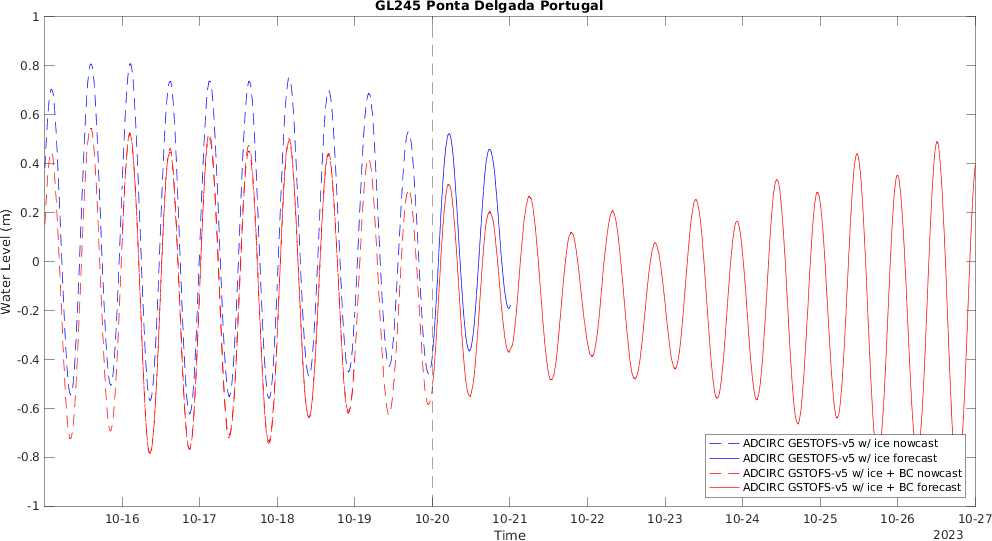 GL245 Ponta Delgada Portugal
1
0.8
0.6
0.4
0.2
0
-0.2
-0.4
-0.6
-0.8
-1
Water Level (m)
ADCIRC GESTOFS-v5 w/ ice nowcast
ADCIRC GESTOFS-v5 w/ ice forecast
ADCIRC GSTOFS-v5 w/ ice + BC nowcast
ADCIRC GSTOFS-v5 w/ ice + BC forecast
10-16 10-17 10-18 10-19 10-20 10-21 10-22 10-23 10-24 10-25 10-26 10-27
Time
2023